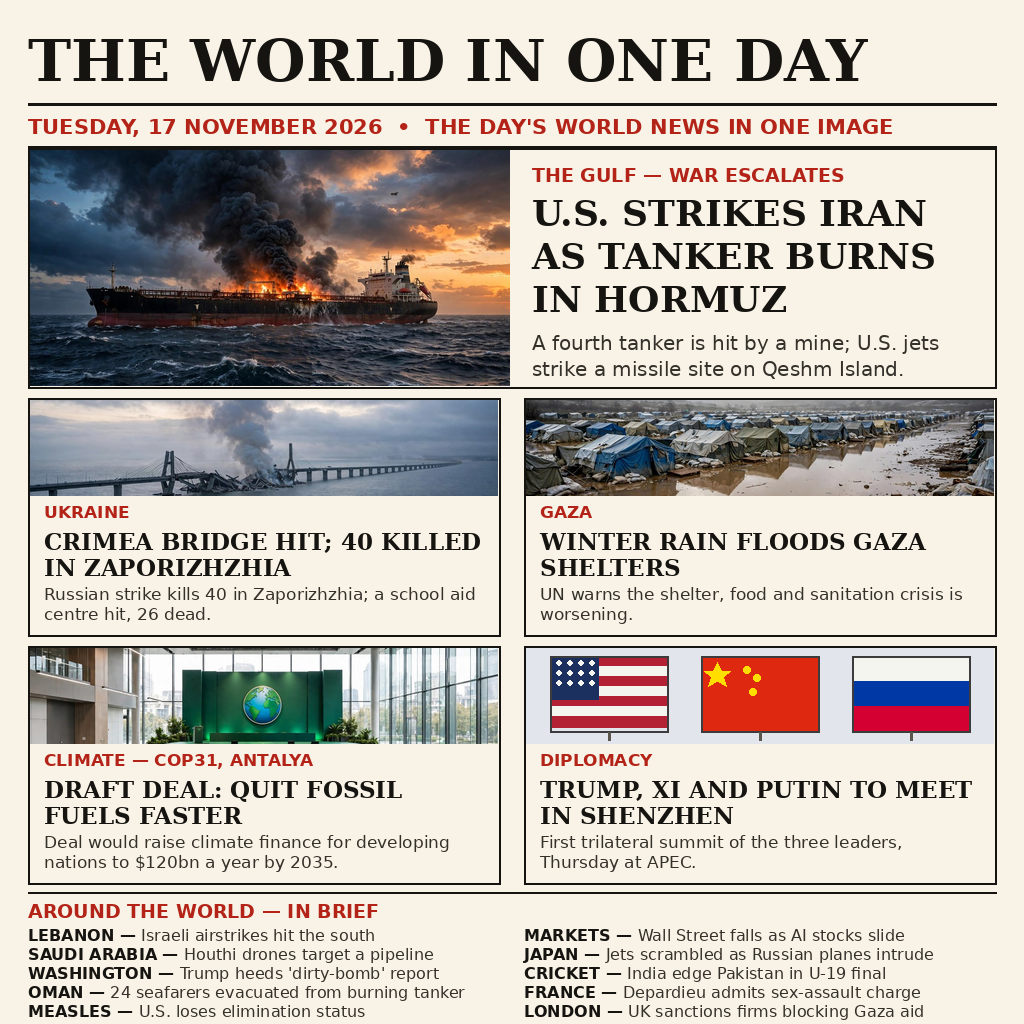 THE WORLD IN ONE DAY
TUESDAY, 17 NOVEMBER 2026 • THE DAY'S WORLD NEWS IN ONE IMAGE
THE GULF — WAR ESCALATES
U.S. STRIKES IRAN
AS TANKER BURNS
IN HORMUZ
A fourth tanker is hit by a mine; U.S. jets
strike a missile site on Qeshm Island.
UKRAINE
CRIMEA BRIDGE HIT; 40 KILLED
IN ZAPORIZHZHIA
Russian strike kills 40 in Zaporizhzhia; a school aid
centre hit, 26 dead.
GAZA
WINTER RAIN FLOODS GAZA
SHELTERS
UN warns the shelter, food and sanitation crisis is
worsening.
CLIMATE — COP31, ANTALYA
DRAFT DEAL: QUIT FOSSIL
FUELS FASTER
Deal would raise climate finance for developing
nations to $120bn a year by 2035.
DIPLOMACY
TRUMP, XI AND PUTIN TO MEET
IN SHENZHEN
First trilateral summit of the three leaders,
Thursday at APEC.
AROUND THE WORLD — IN BRIEF
LEBANON — Israeli airstrikes hit the south
SAUDI ARABIA — Houthi drones target a pipeline
WASHINGTON — Trump heeds 'dirty-bomb' report
OMAN — 24 seafarers evacuated from burning tanker
MEASLES — U.S. loses elimination status
MARKETS — Wall Street falls as AI stocks slide
JAPAN — Jets scrambled as Russian planes intrude
CRICKET — India edge Pakistan in U-19 final
FRANCE — Depardieu admits sex-assault charge
LONDON — UK sanctions firms blocking Gaza aid